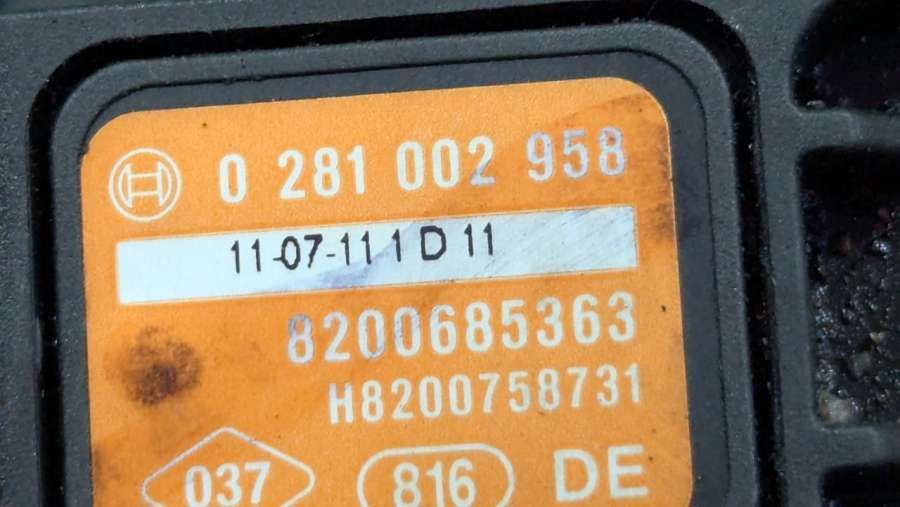 0 281 002 958
11-07-11 1 D 11
8200685363
H8200758731
037 816 DE